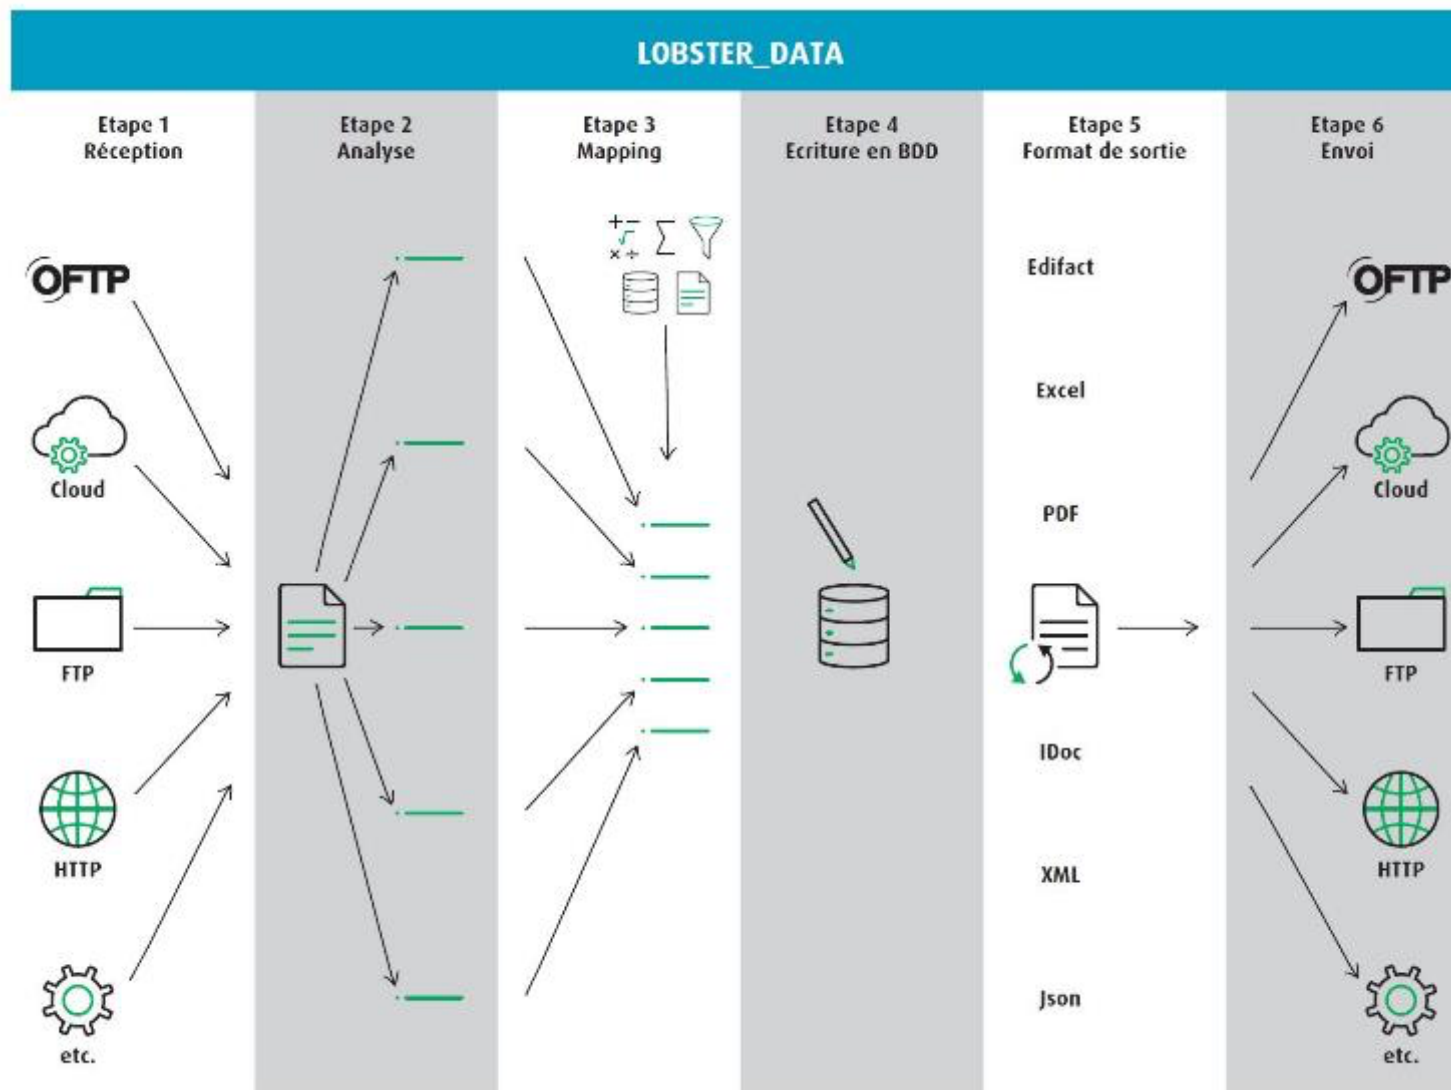 LOBSTER_DATA
Etape 1
Réception
Etape 2
Analyse
Etape 3
Mapping
Etape 4
Ecriture en BDD
Etape 5
Format de sortie
Etape 6
Envoi
OFTP
Cloud
FTP
HTTP
etc.
+ −
√
× ÷
Σ
Edifact
Excel
PDF
IDoc
XML
Json
OFTP
Cloud
FTP
HTTP
etc.